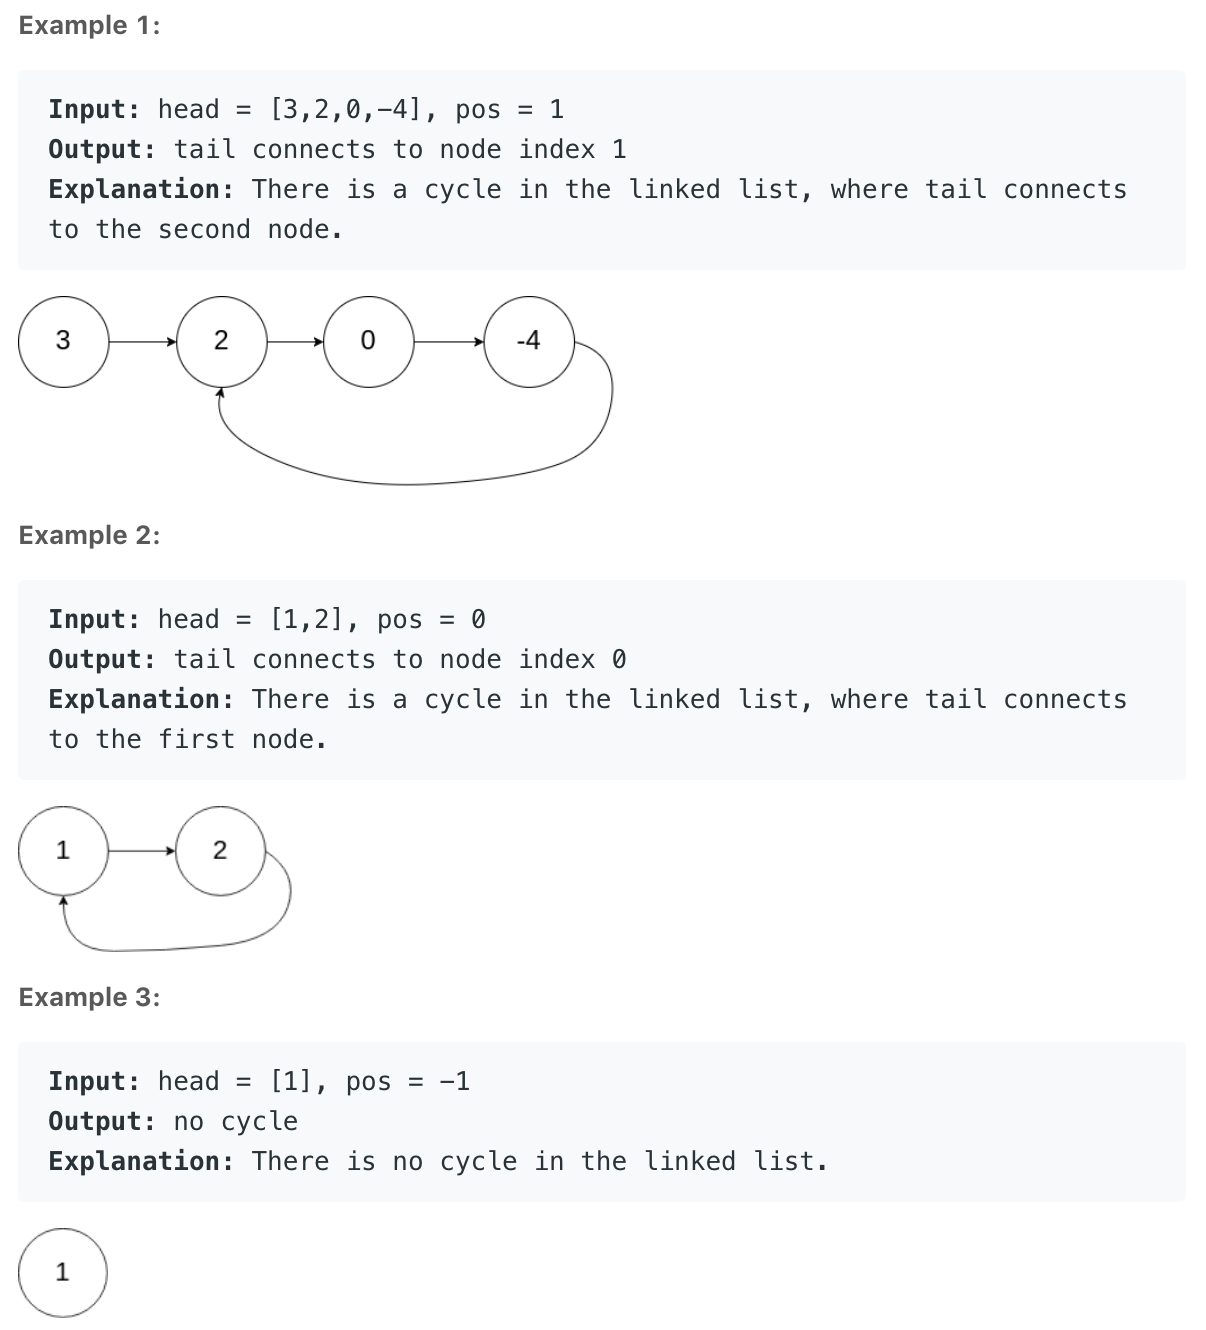 Example 1:
Input: head = [3,2,0,−4], pos = 1
Output: tail connects to node index 1
Explanation: There is a cycle in the linked list, where tail connects
to the second node.
3 2 0 -4
Example 2:
Input: head = [1,2], pos = 0
Output: tail connects to node index 0
Explanation: There is a cycle in the linked list, where tail connects
to the first node.
1 2
Example 3:
Input: head = [1], pos = −1
Output: no cycle
Explanation: There is no cycle in the linked list.
1